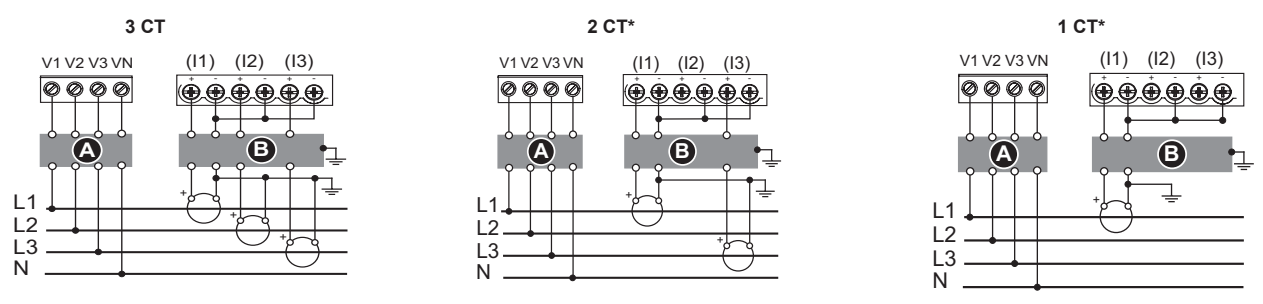 3 CT
V1 V2 V3 VN
(I1) (I2) (I3)
+ - + - + -
A
B
+
+
+
L1
L2
L3
N
2 CT*
V1 V2 V3 VN
(I1) (I2) (I3)
+ - + - + -
A
B
+
+
L1
L2
L3
N
1 CT*
V1 V2 V3 VN
(I1) (I2) (I3)
+ - + - + -
A
B
+
L1
L2
L3
N